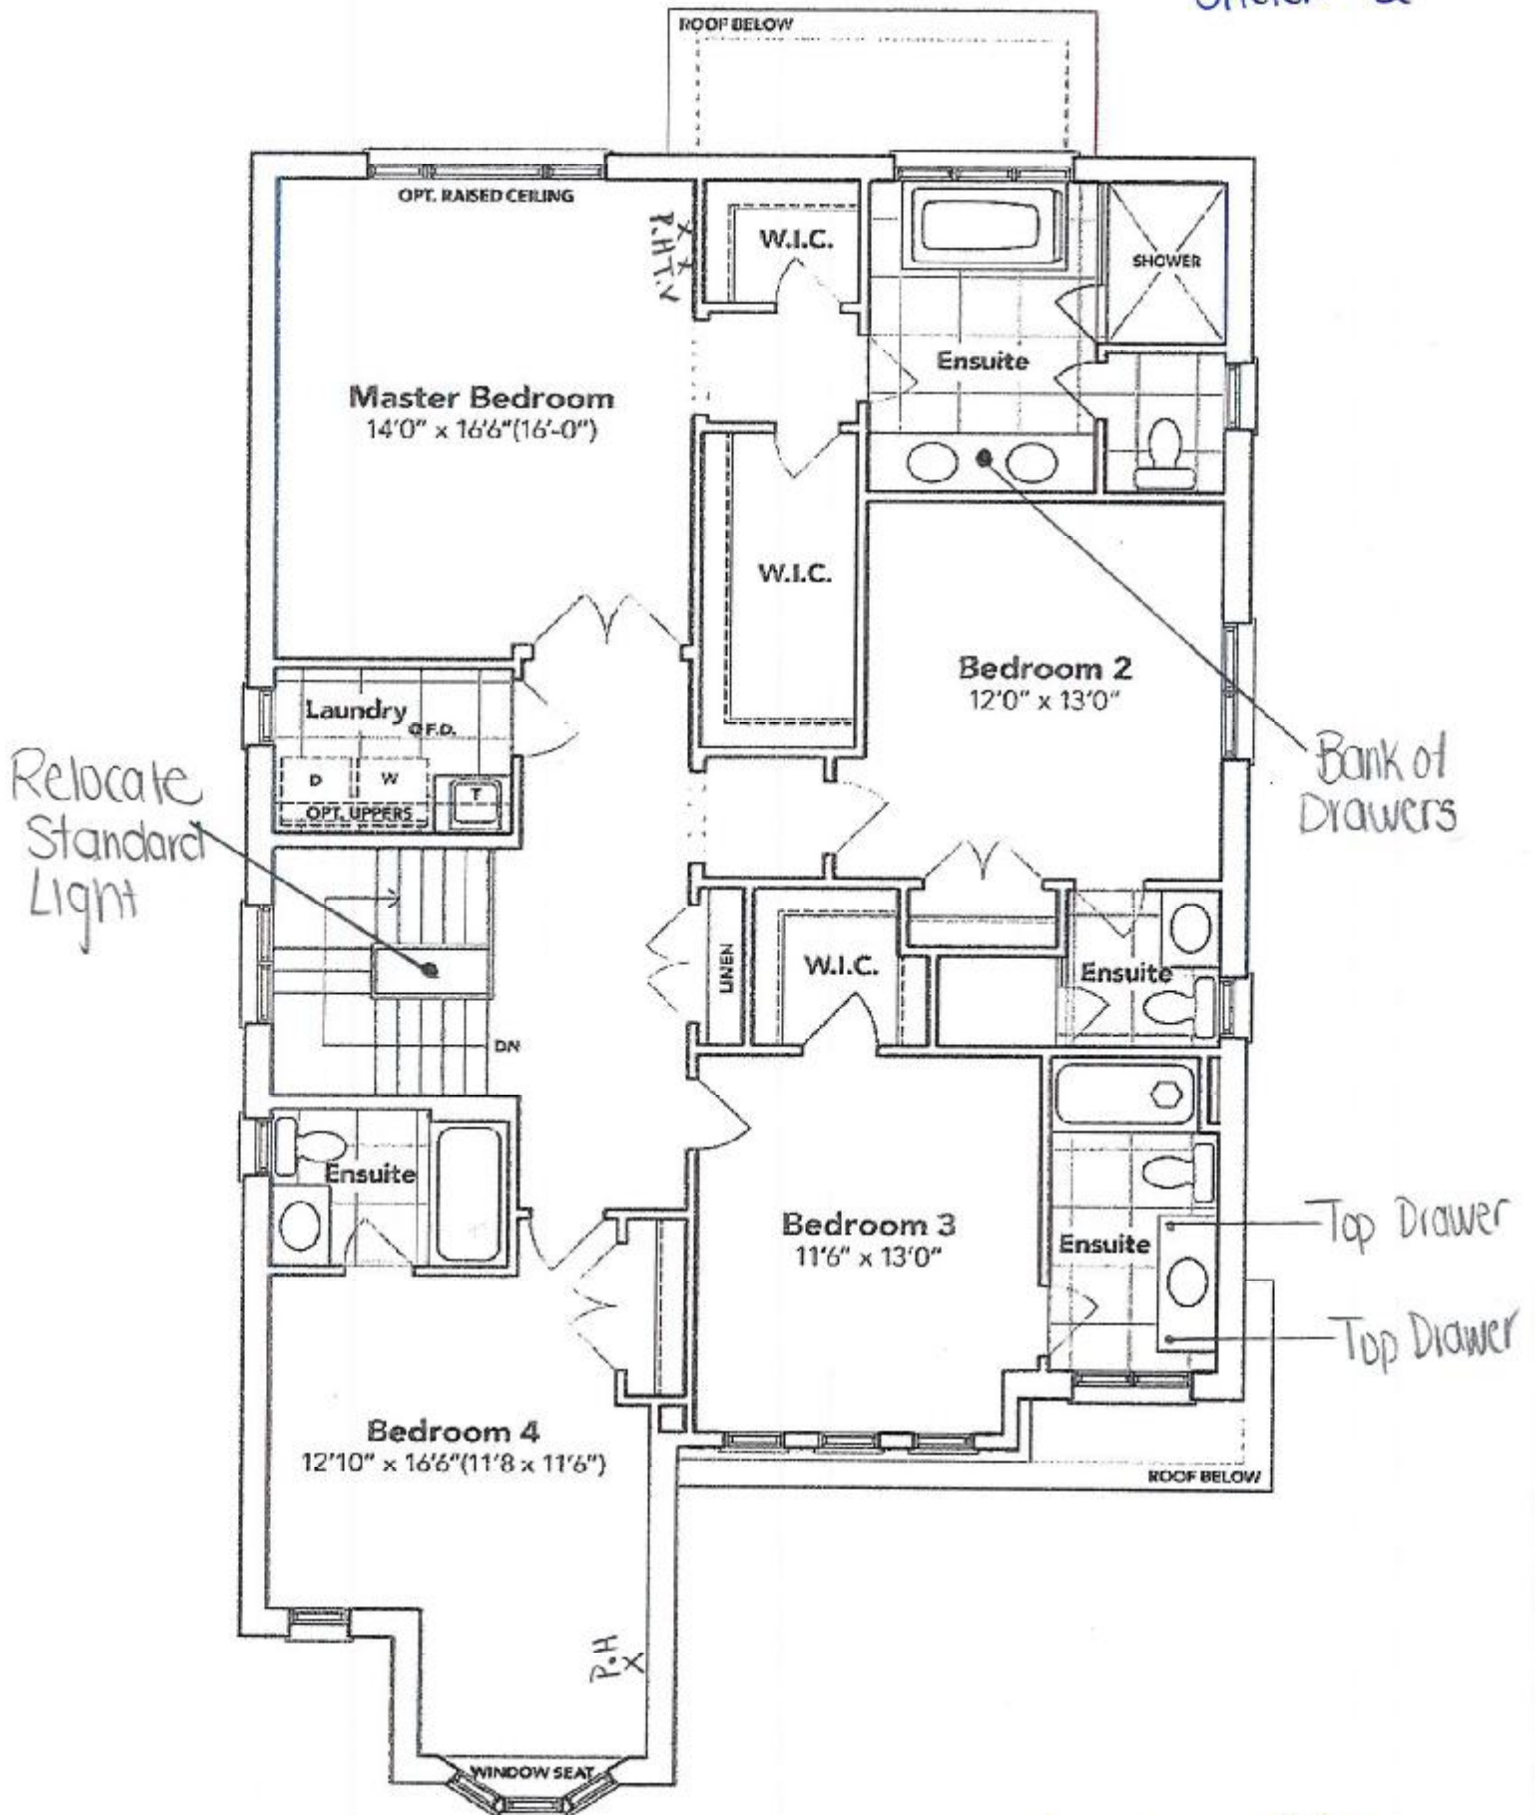 ROOF BELOW
OPT. RAISED CEILING
W.I.C.
SHOWER
P.H T.V
X X
Ensuite
Master Bedroom
14'0" x 16'6"(16'-0")
W.I.C.
Bedroom 2
12'0" x 13'0"
Laundry
F.D.
D
W
T
OPT. UPPERS
Relocate
Standard
Light
Bank of
Drawers
LINEN
W.I.C.
Ensuite
DN
Ensuite
Bedroom 3
11'6" x 13'0"
Ensuite
Top Drawer
Top Drawer
Bedroom 4
12'10" x 16'6"(11'8 x 11'6")
ROOF BELOW
P.H
X
WINDOW SEAT